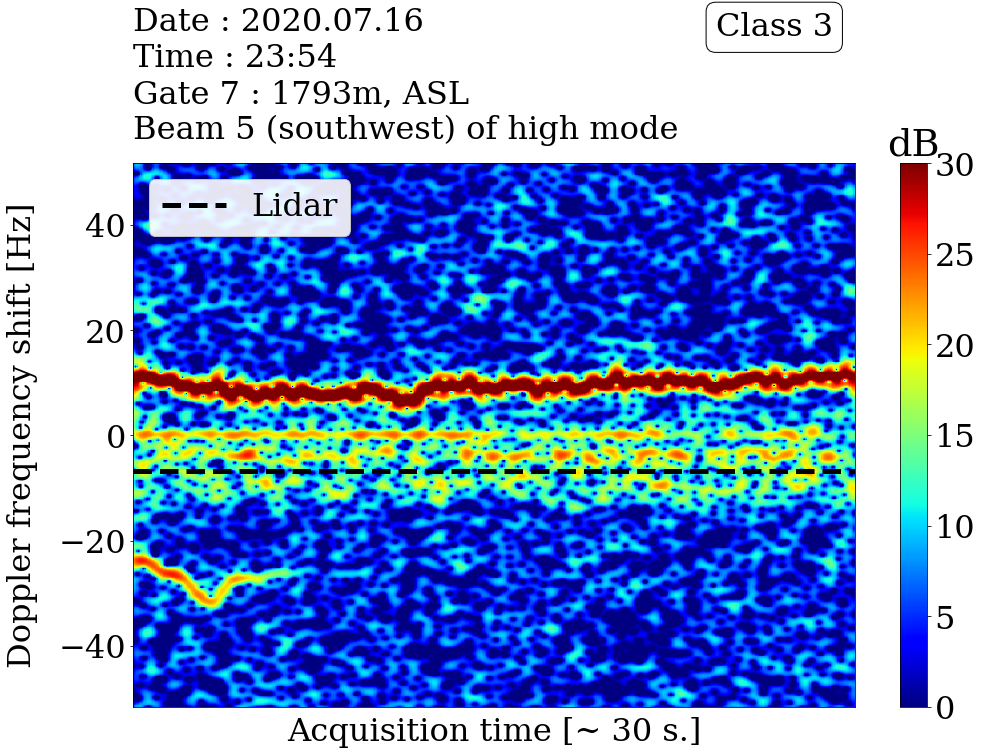 Date : 2020.07.16
Time : 23:54
Gate 7 : 1793m, ASL
Beam 5 (southwest) of high mode
Class 3
dB
Lidar
Doppler frequency shift [Hz]
40
20
0
−20
−40
30
25
20
15
10
5
0
Acquisition time [~ 30 s.]